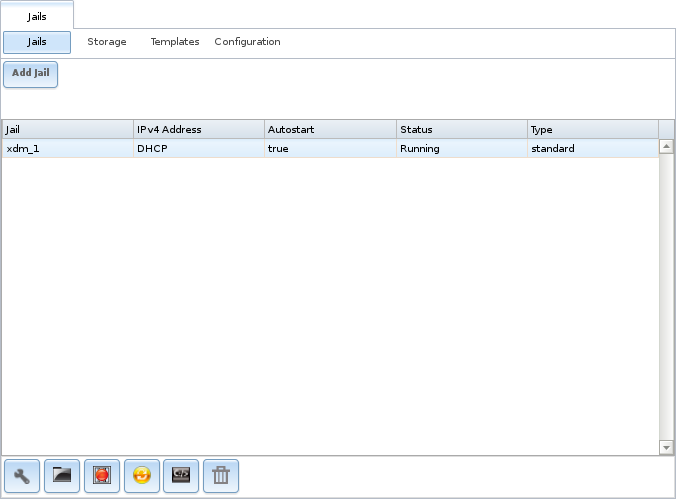 Jails
Jails Storage Templates Configuration
Add Jail
Jail IPv4 Address Autostart Status Type
xdm_1 DHCP true Running standard